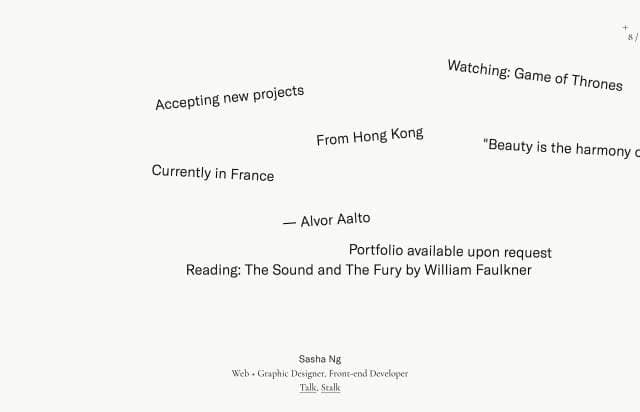 +
8 /
Watching: Game of Thrones
Accepting new projects
From Hong Kong
"Beauty is the harmony o
Currently in France
— Alvor Aalto
Portfolio available upon request
Reading: The Sound and The Fury by William Faulkner
Sasha Ng
Web + Graphic Designer, Front-end Developer
Talk, Stalk